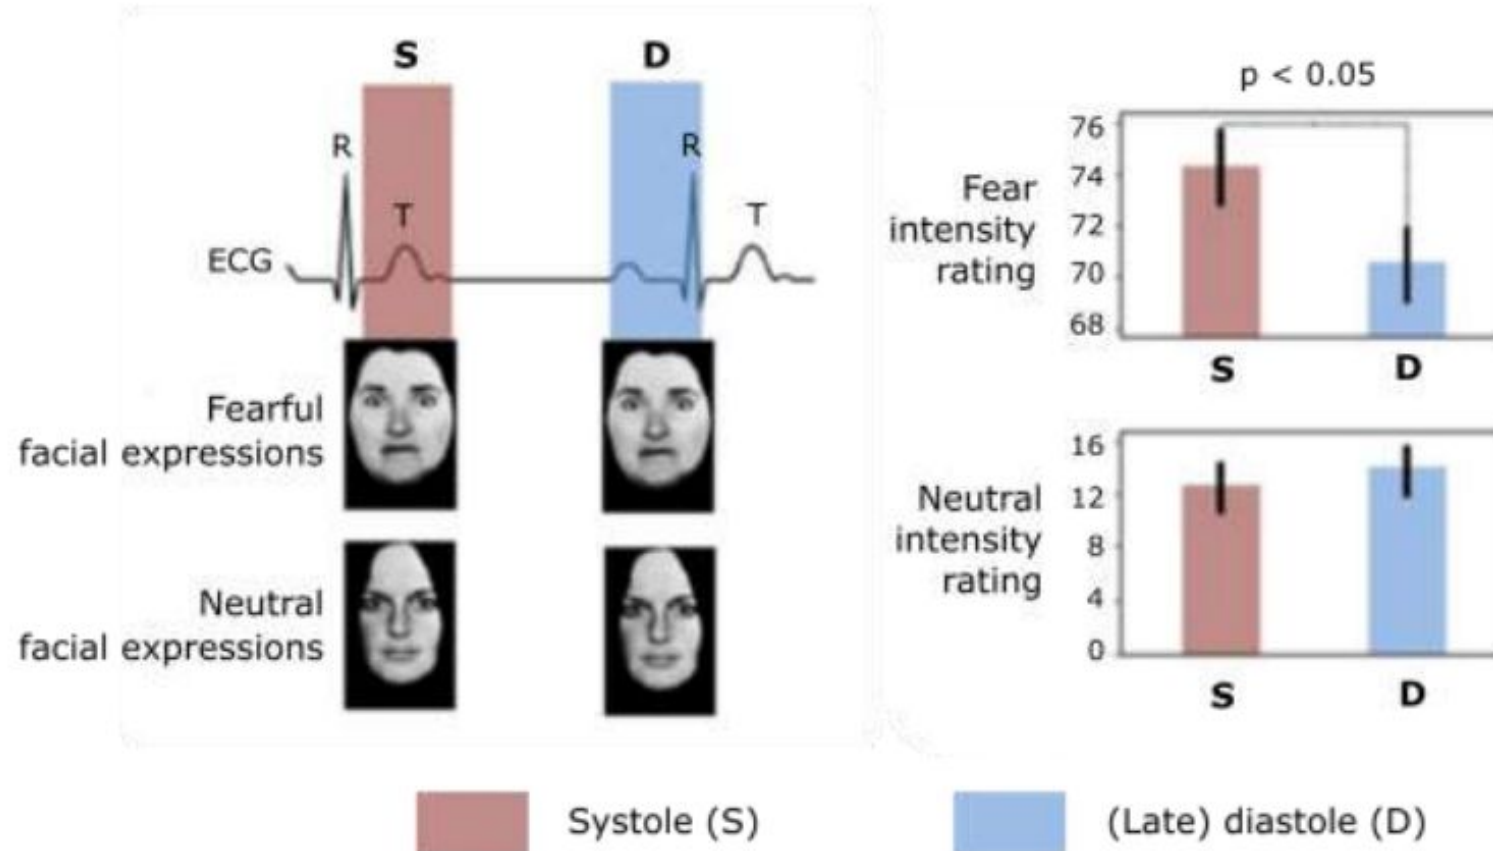 S D
R R
T T
ECG
Fearful
facial expressions
Neutral
facial expressions
p < 0.05
Fear
intensity
rating
76
74
72
70
68
S D
Neutral
intensity
rating
16
12
8
4
0
S D
Systole (S) (Late) diastole (D)